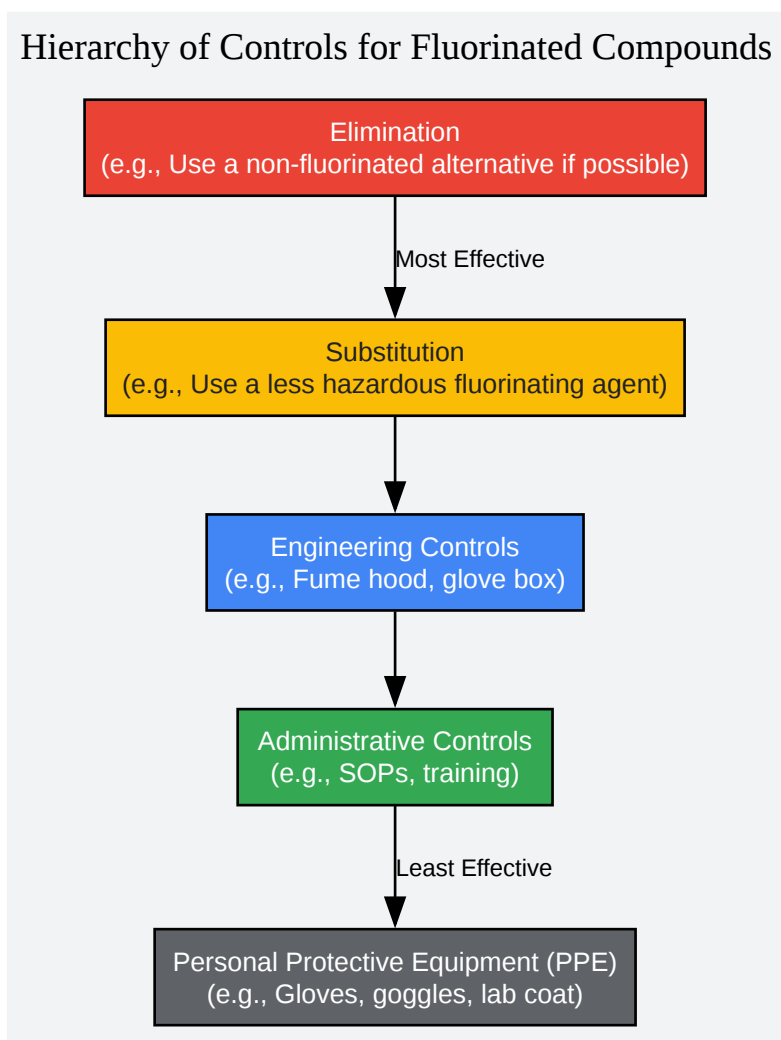 Hierarchy of Controls for Fluorinated Compounds
Elimination
(e.g., Use a non-fluorinated alternative if possible)
Most Effective
Substitution
(e.g., Use a less hazardous fluorinating agent)
Engineering Controls
(e.g., Fume hood, glove box)
Administrative Controls
(e.g., SOPs, training)
Least Effective
Personal Protective Equipment (PPE)
(e.g., Gloves, goggles, lab coat)